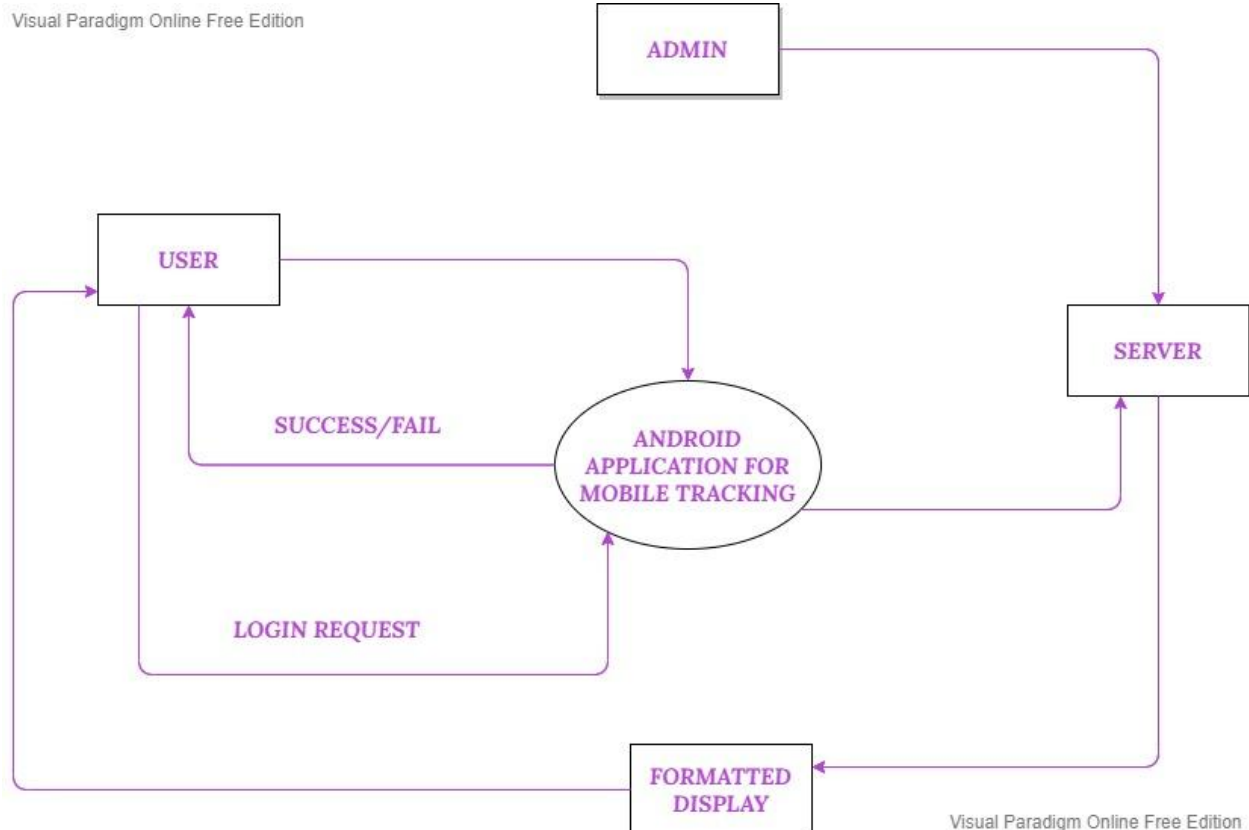 Visual Paradigm Online Free Edition
ADMIN
USER
SERVER
SUCCESS/FAIL
ANDROID
APPLICATION FOR
MOBILE TRACKING
LOGIN REQUEST
FORMATTED
DISPLAY
Visual Paradigm Online Free Edition